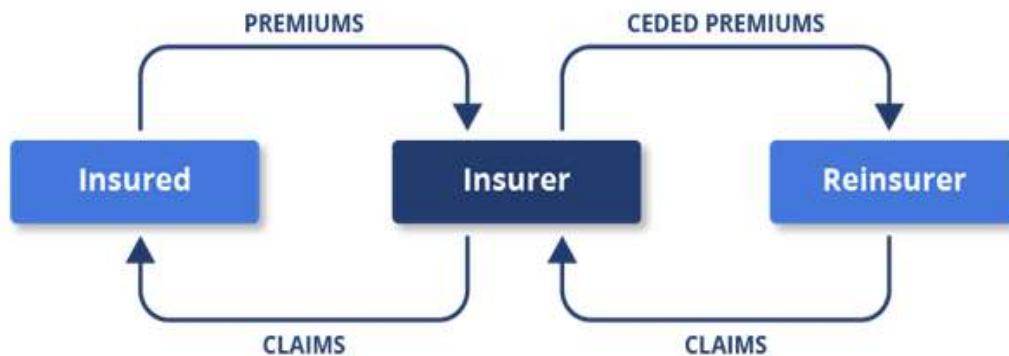 PREMIUMS
CEDED PREMIUMS
Insured
Insurer
Reinsurer
CLAIMS
CLAIMS